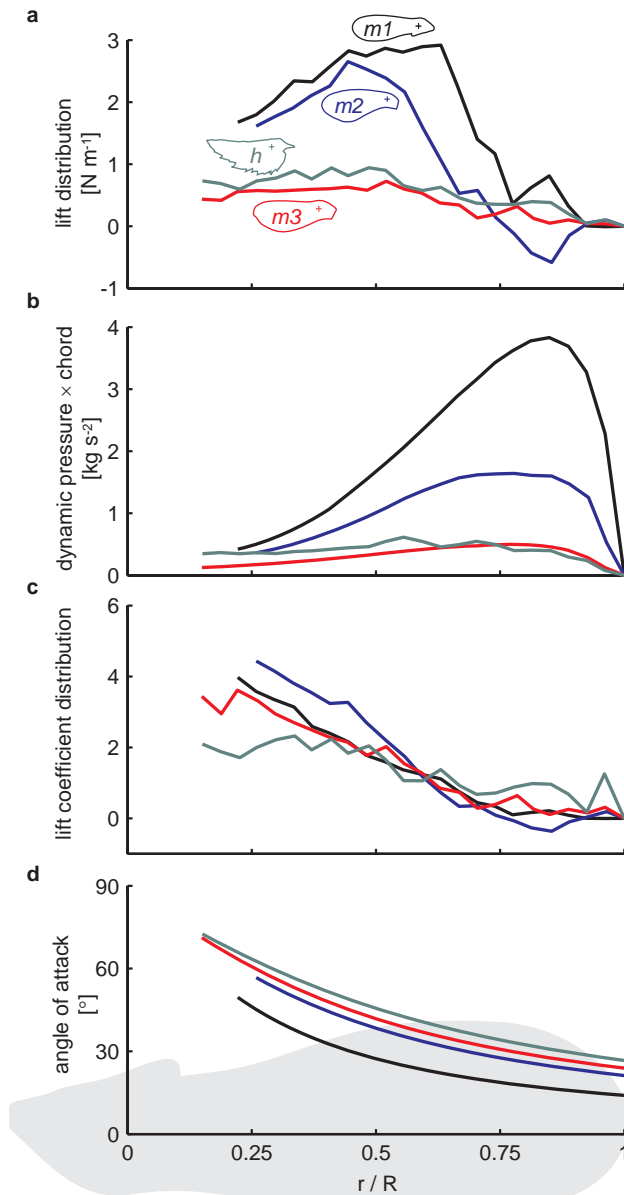 a
m1
m2
h
m3
lift distribution
[N m-1]
3
2
1
0
-1
b
dynamic pressure × chord
[kg s-2]
4
3
2
1
0
c
lift coefficient distribution
6
4
2
0
d
angle of attack
[°]
90
60
30
0
0 0.25 0.5 0.75 1
r / R